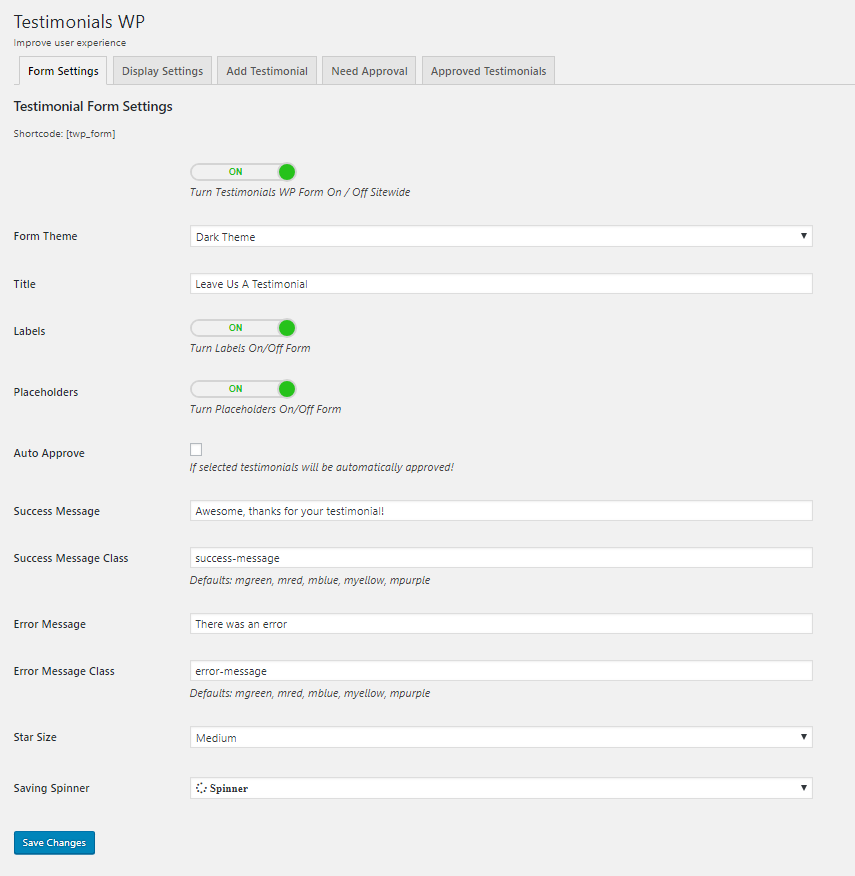 Testimonials WP
Improve user experience
Form Settings Display Settings Add Testimonial Need Approval Approved Testimonials
Testimonial Form Settings
Shortcode: [twp_form]
ON
Turn Testimonials WP Form On / Off Sitewide
Form Theme Dark Theme
Title Leave Us A Testimonial
Labels ON
Turn Labels On/Off Form
Placeholders ON
Turn Placeholders On/Off Form
Auto Approve
If selected testimonials will be automatically approved!
Success Message Awesome, thanks for your testimonial!
Success Message Class success-message
Defaults: mgreen, mred, mblue, myellow, mpurple
Error Message There was an error
Error Message Class error-message
Defaults: mgreen, mred, mblue, myellow, mpurple
Star Size Medium
Saving Spinner Spinner
Save Changes